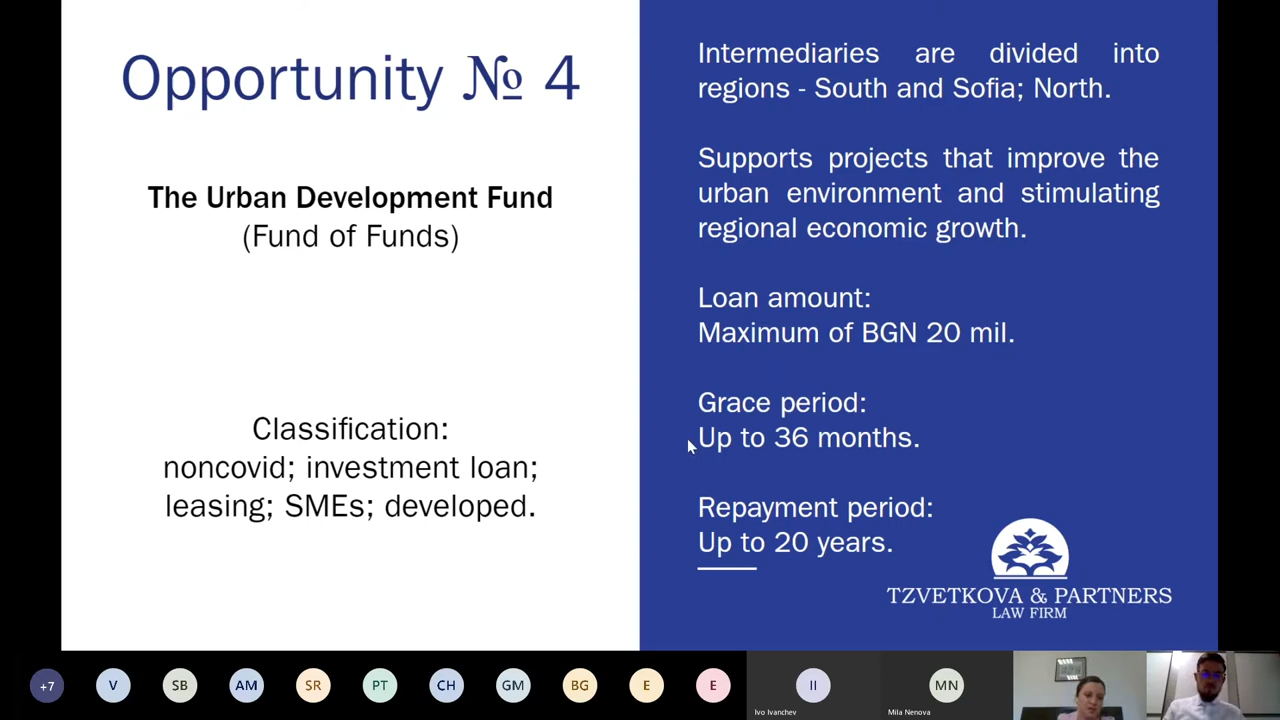 Opportunity № 4
The Urban Development Fund
(Fund of Funds)
Classification:
noncovid; investment loan;
leasing; SMEs; developed.
Intermediaries are divided into
regions - South and Sofia; North.
Supports projects that improve the
urban environment and stimulating
regional economic growth.
Loan amount:
Maximum of BGN 20 mil.
Grace period:
Up to 36 months.
Repayment period:
Up to 20 years.
TZVETKOVA & PARTNERS
LAW FIRM
+7
V
SB
AM
SR
PT
CH
GM
BG
E
E
II
MN
Ivo Ivanchev
Mila Nenova